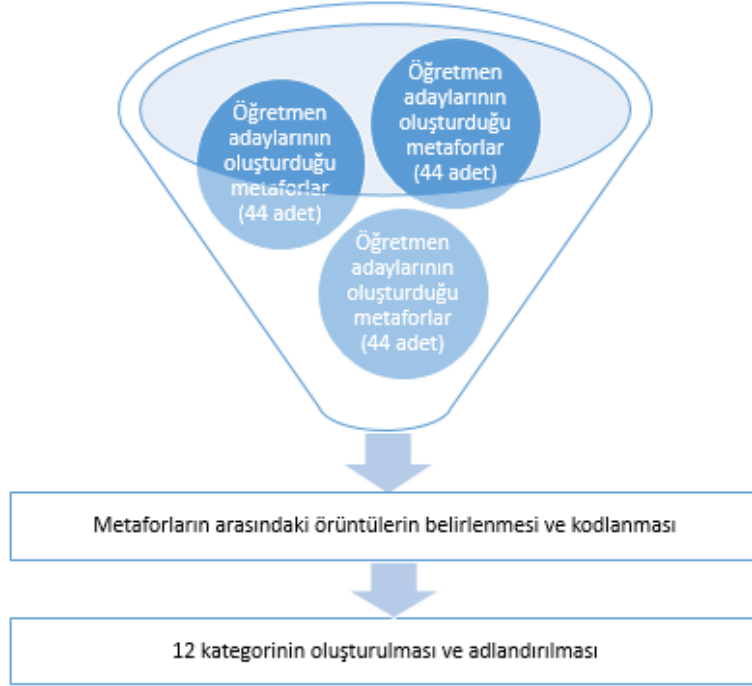 Öğretmen
adaylarının
oluşturduğu
metaforlar
(44 adet)
Öğretmen
adaylarının
oluşturduğu
metaforlar
(44 adet)
Öğretmen
adaylarının
oluşturduğu
metaforlar
(44 adet)
Metaforların arasındaki örüntülerin belirlenmesi ve kodlanması
12 kategorinin oluşturulması ve adlandırılması